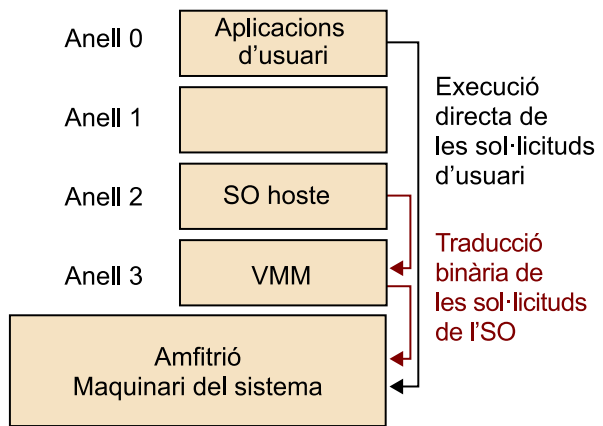 Anell 0
Aplicacions
d'usuari
Anell 1
Execució
directa de
les sol·licituds
d'usuari
Anell 2
SO hoste
Anell 3
VMM
Traducció
binària de
les sol·licituds
de l'SO
Amfitrió
Maquinari del sistema